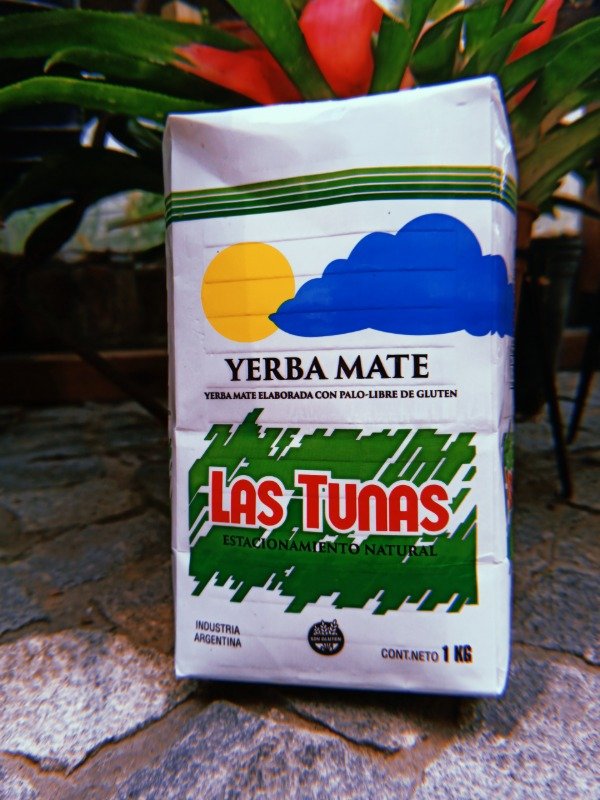 YERBA MATE
YERBA MATE ELABORADA CON PALO-LIBRE DE GLUTEN
LAS TUNAS
ESTACIONAMIENTO NATURAL
INDUSTRIA
ARGENTINA
SIN GLUTEN
CONT.NETO 1 KG